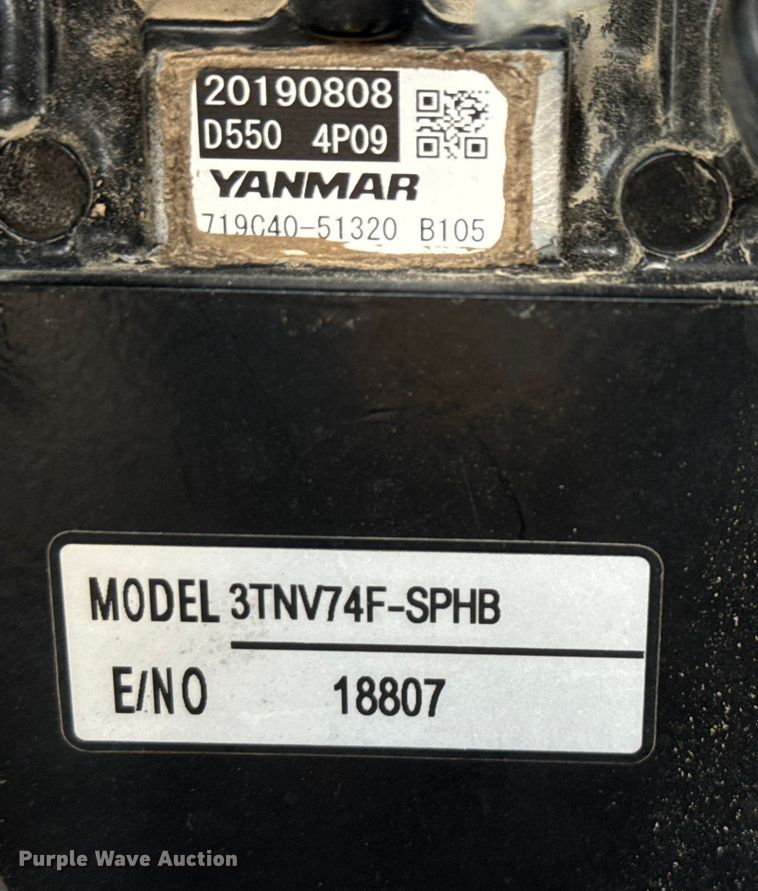 20190808
D550 4P09
YANMAR
719C40-51320 B105
MODEL 3TNV74F-SPHB
E/NO 18807
Purple Wave Auction